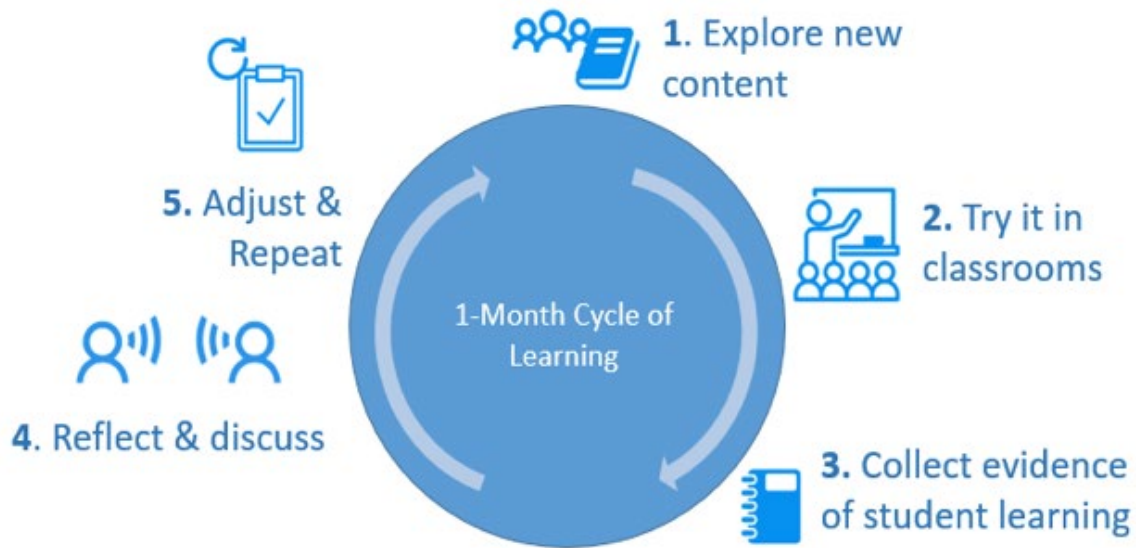 1. Explore new
content
2. Try it in
classrooms
3. Collect evidence
of student learning
4. Reflect & discuss
5. Adjust &
Repeat
1-Month Cycle of
Learning